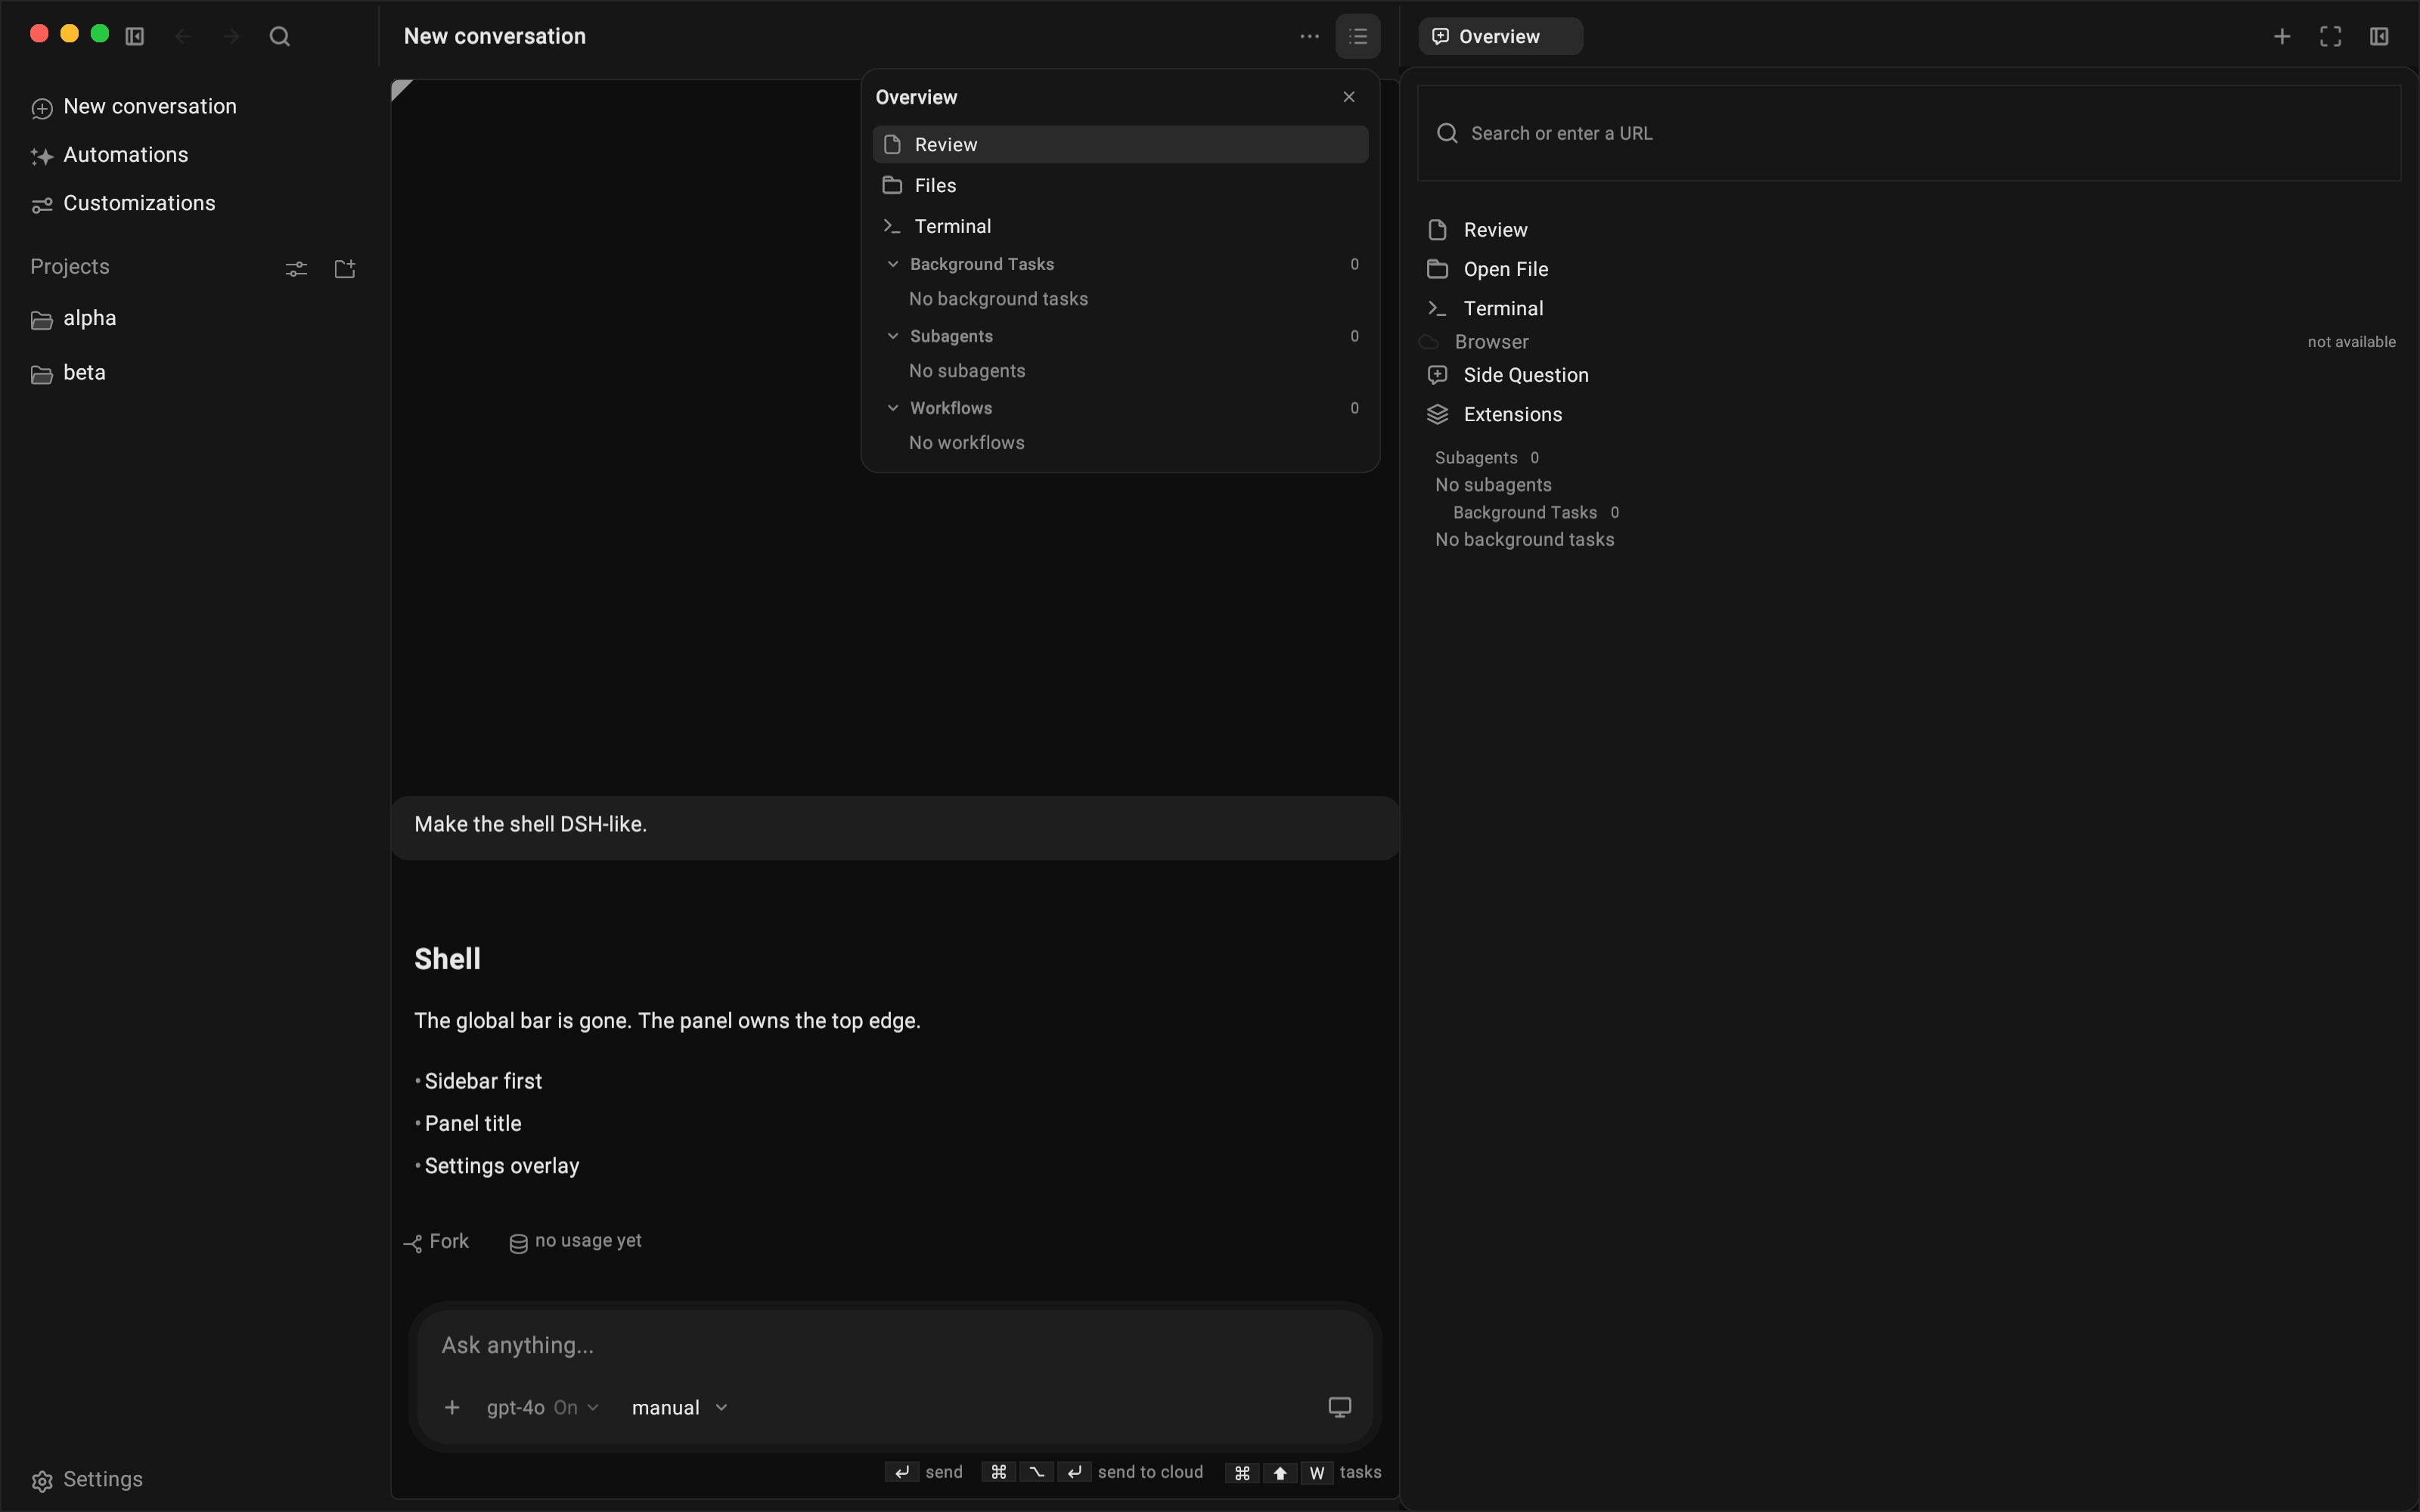 New conversation
Automations
Customizations
Projects
alpha
beta
Settings
New conversation
Overview
Review
Files
Terminal
Background Tasks 0
No background tasks
Subagents 0
No subagents
Workflows 0
No workflows
Make the shell DSH-like.
Shell
The global bar is gone. The panel owns the top edge.
• Sidebar first
• Panel title
• Settings overlay
Fork no usage yet
Ask anything...
gpt-4o On manual
send ⌘ ⌥ send to cloud ⌘ W tasks
Overview
Search or enter a URL
Review
Open File
Terminal
Browser not available
Side Question
Extensions
Subagents 0
No subagents
Background Tasks 0
No background tasks